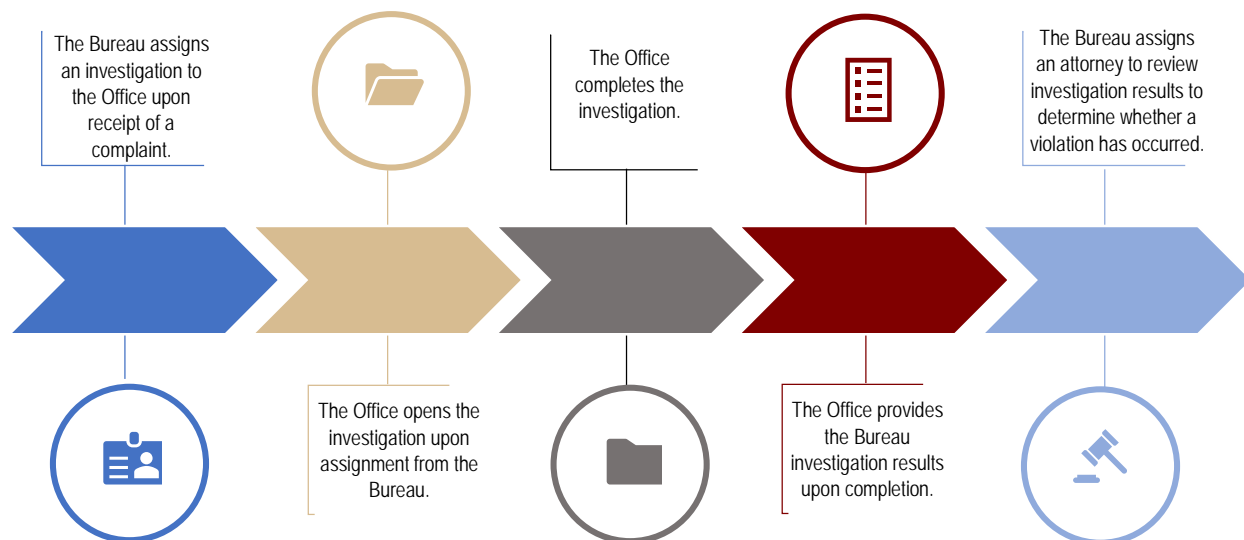 The Bureau assigns
an investigation to
the Office upon
receipt of a
complaint.
The Office opens the
investigation upon
assignment from the
Bureau.
The Office
completes the
investigation.
The Office provides
the Bureau
investigation results
upon completion.
The Bureau assigns
an attorney to review
investigation results to
determine whether a
violation has occurred.